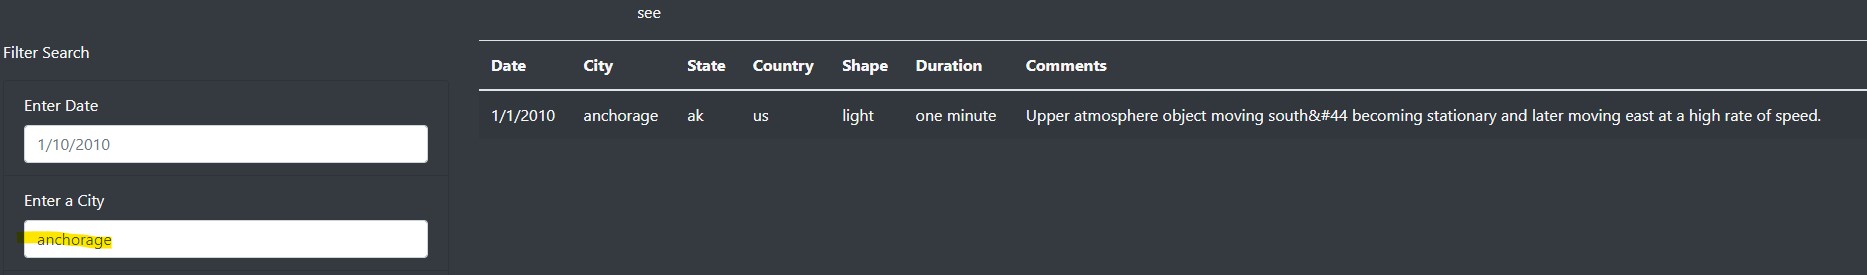 see
Filter Search
Enter Date
1/10/2010
Enter a City
anchorage
Date City State Country Shape Duration Comments
1/1/2010 anchorage ak us light one minute Upper atmosphere object moving south&#44 becoming stationary and later moving east at a high rate of speed.